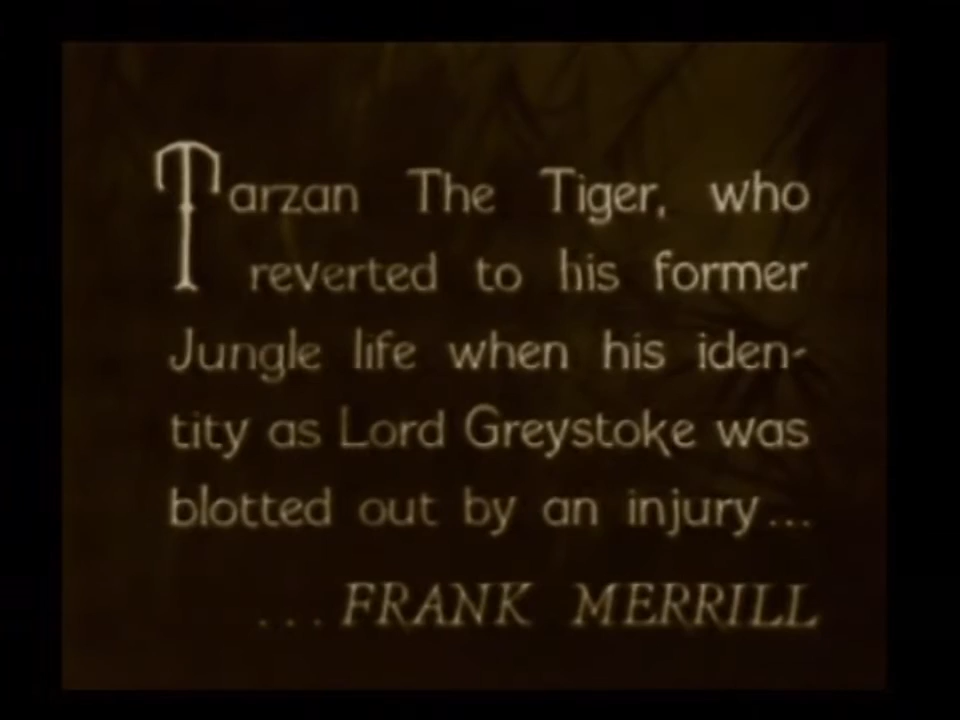 Tarzan The Tiger, who
reverted to his former
Jungle life when his iden-
tity as Lord Greystoke was
blotted out by an injury...
...FRANK MERRILL